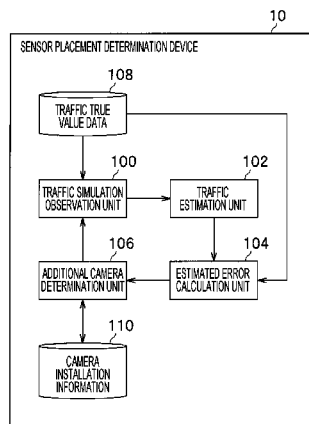 10
SENSOR PLACEMENT DETERMINATION DEVICE
108
TRAFFIC TRUE
VALUE DATA
100
TRAFFIC SIMULATION
OBSERVATION UNIT
102
TRAFFIC
ESTIMATION UNIT
106
ADDITIONAL CAMERA
DETERMINATION UNIT
104
ESTIMATED ERROR
CALCULATION UNIT
110
CAMERA
INSTALLATION
INFORMATION